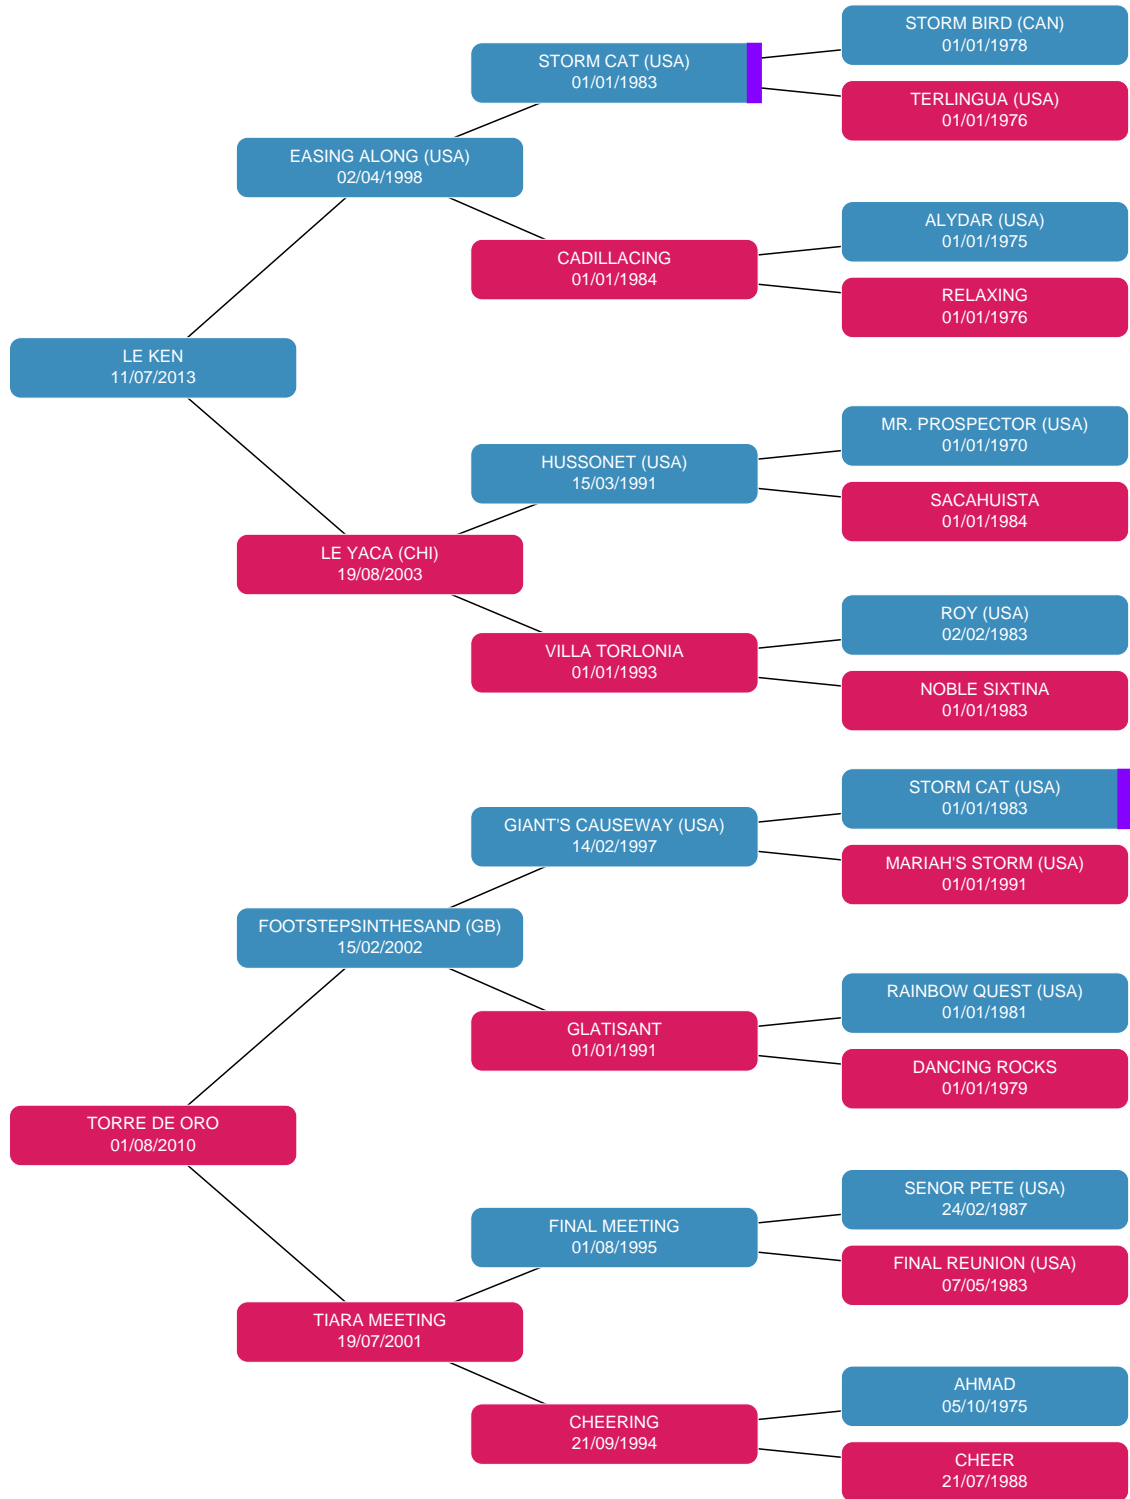 STORM BIRD (CAN)
01/01/1978
STORM CAT (USA)
01/01/1983
TERLINGUA (USA)
01/01/1976
EASING ALONG (USA)
02/04/1998
ALYDAR (USA)
01/01/1975
CADILLACING
01/01/1984
RELAXING
01/01/1976
LE KEN
11/07/2013
MR. PROSPECTOR (USA)
01/01/1970
HUSSONET (USA)
15/03/1991
SACAHUISTA
01/01/1984
LE YACA (CHI)
19/08/2003
ROY (USA)
02/02/1983
VILLA TORLONIA
01/01/1993
NOBLE SIXTINA
01/01/1983
STORM CAT (USA)
01/01/1983
GIANT'S CAUSEWAY (USA)
14/02/1997
MARIAH'S STORM (USA)
01/01/1991
FOOTSTEPSINTHESAND (GB)
15/02/2002
RAINBOW QUEST (USA)
01/01/1981
GLATISANT
01/01/1991
DANCING ROCKS
01/01/1979
TORRE DE ORO
01/08/2010
SENOR PETE (USA)
24/02/1987
FINAL MEETING
01/08/1995
FINAL REUNION (USA)
07/05/1983
TIARA MEETING
19/07/2001
AHMAD
05/10/1975
CHEERING
21/09/1994
CHEER
21/07/1988